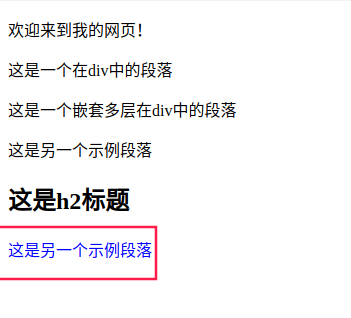 欢迎来到我的网页！
这是一个在div中的段落
这是一个嵌套多层在div中的段落
这是另一个示例段落
这是h2标题
这是另一个示例段落